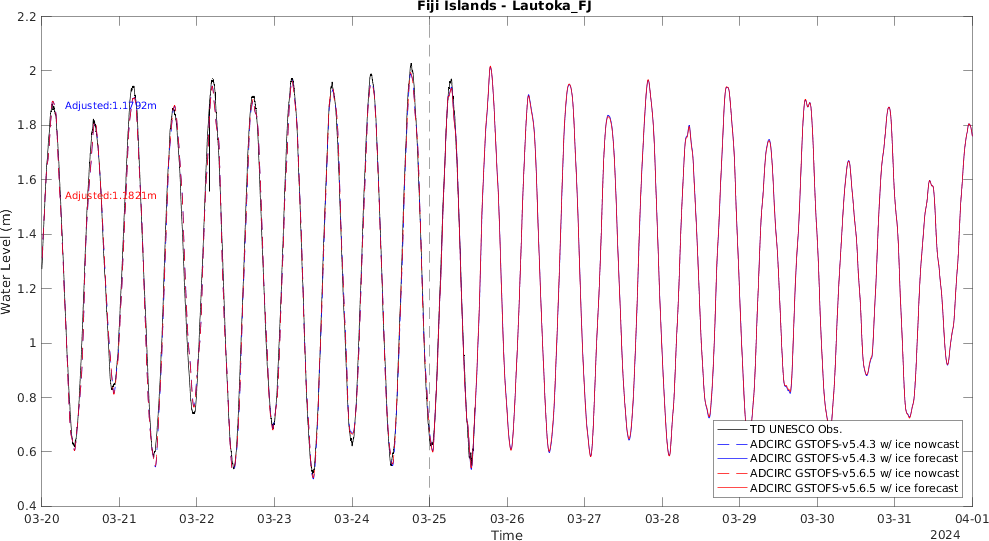 Fiji Islands - Lautoka_FJ
2.2
2
1.8
1.6
1.4
1.2
1
0.8
0.6
0.4
Water Level (m)
Adjusted:1.1792m
Adjusted:1.1821m
TD UNESCO Obs.
ADCIRC GSTOFS-v5.4.3 w/ ice nowcast
ADCIRC GSTOFS-v5.4.3 w/ ice forecast
ADCIRC GSTOFS-v5.6.5 w/ ice nowcast
ADCIRC GSTOFS-v5.6.5 w/ ice forecast
03-20 03-21 03-22 03-23 03-24 03-25 03-26 03-27 03-28 03-29 03-30 03-31 04-01
Time
2024